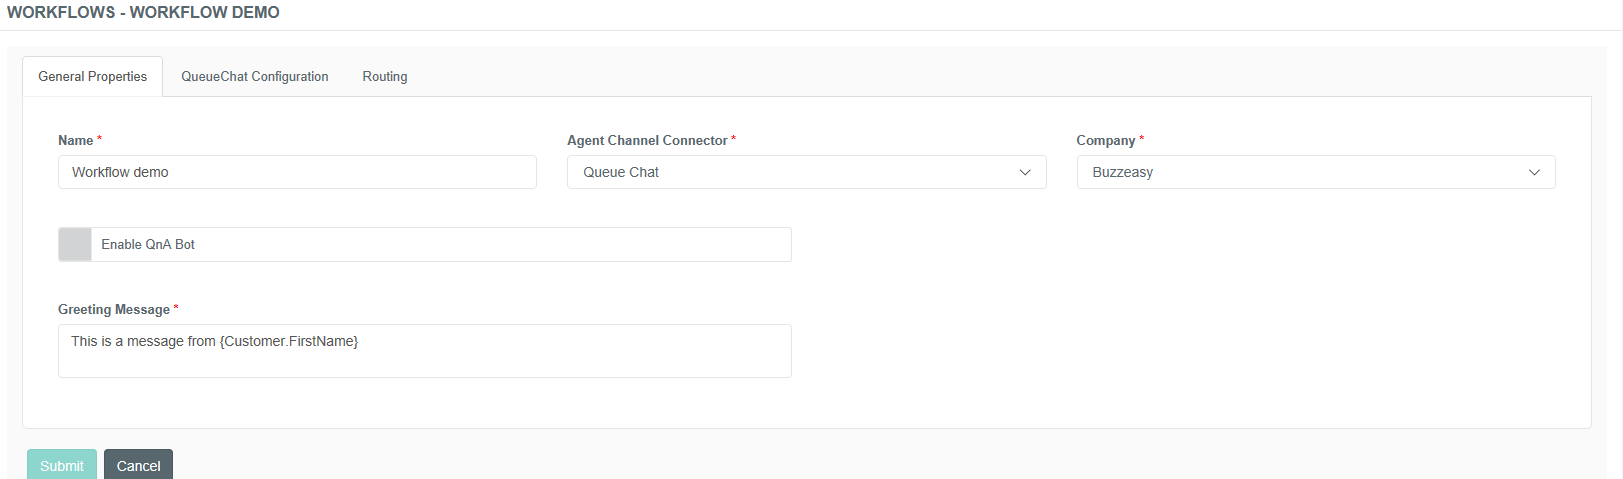 WORKFLOWS - WORKFLOW DEMO
General Properties QueueChat Configuration Routing
Name * Agent Channel Connector * Company *
Workflow demo Queue Chat Buzzeasy
Enable QnA Bot
Greeting Message *
This is a message from {Customer.FirstName}
Submit Cancel